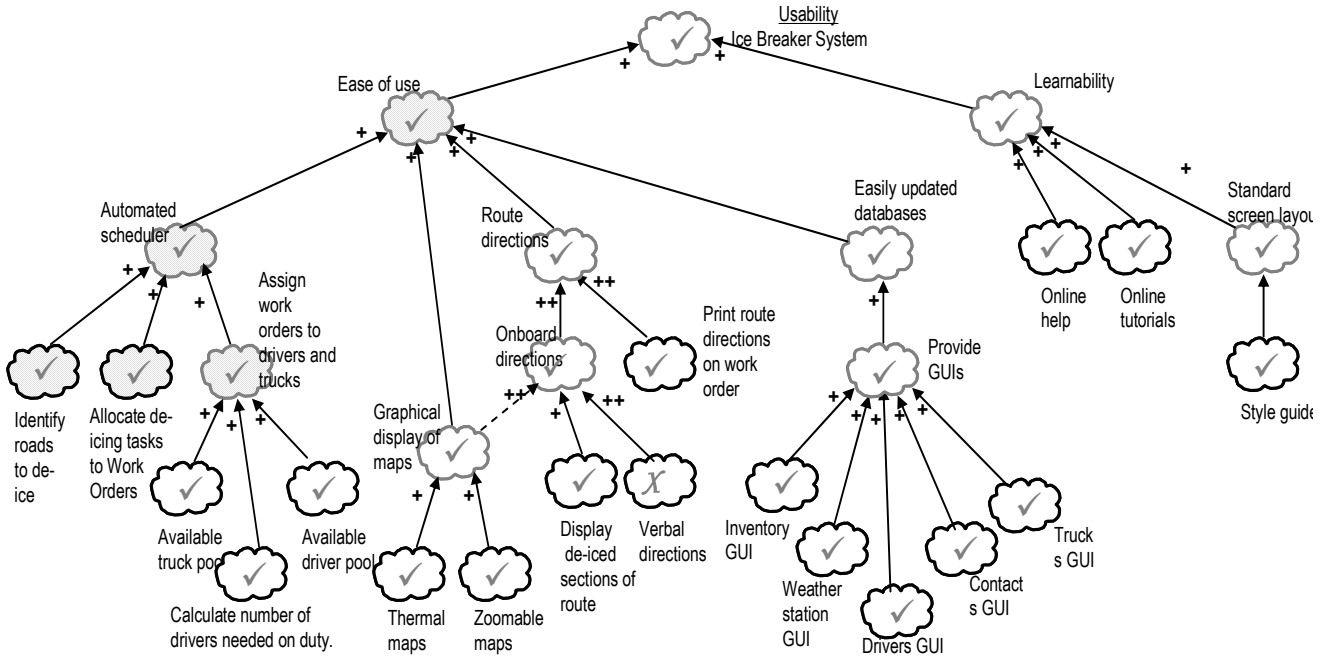 Usability
Ice Breaker System
Ease of use
Learnability
+
+
+
+
+
+
+
+
+
+
Automated
scheduler
Route
directions
Easily updated
databases
Standard
screen layou
+
+
+
Assign
work
orders to
drivers and
trucks
++
++
Onboard
directions
Print route
directions
on work
order
+
Provide
GUIs
Online
help
Online
tutorials
Identify
roads
to de-
ice
Allocate de-
icing tasks
to Work
Orders
+
+
+
Graphical
display of
maps
++
+
++
+
+
+
+
+
Style guide
x
Available
truck poo
Available
driver pool
+
+
Display
de-iced
sections of
route
Verbal
directions
Inventory
GUI
Truck
s GUI
Calculate number of
drivers needed on duty.
Thermal
maps
Zoomable
maps
Weather
station
GUI
Contact
s GUI
Drivers GUI